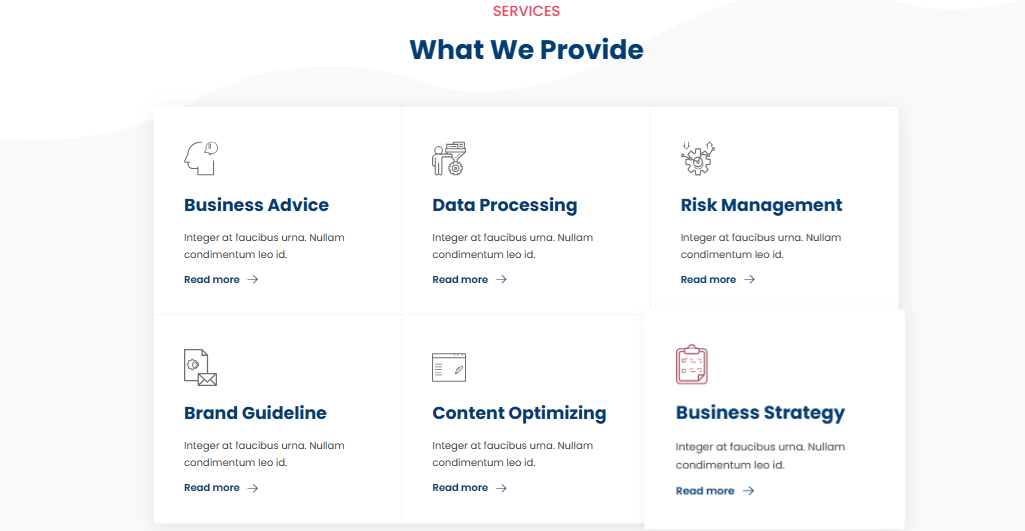 SERVICES
What We Provide
Business Advice
Integer at faucibus urna. Nullam
condimentum leo id.
Read more
Data Processing
Integer at faucibus urna. Nullam
condimentum leo id.
Read more
Risk Management
Integer at faucibus urna. Nullam
condimentum leo id.
Read more
Brand Guideline
Integer at faucibus urna. Nullam
condimentum leo id.
Read more
Content Optimizing
Integer at faucibus urna. Nullam
condimentum leo id.
Read more
Business Strategy
Integer at faucibus urna. Nullam
condimentum leo id.
Read more